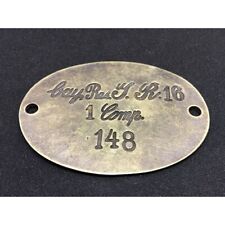 Bay. Res. I. R. 16
1 Comp.
148